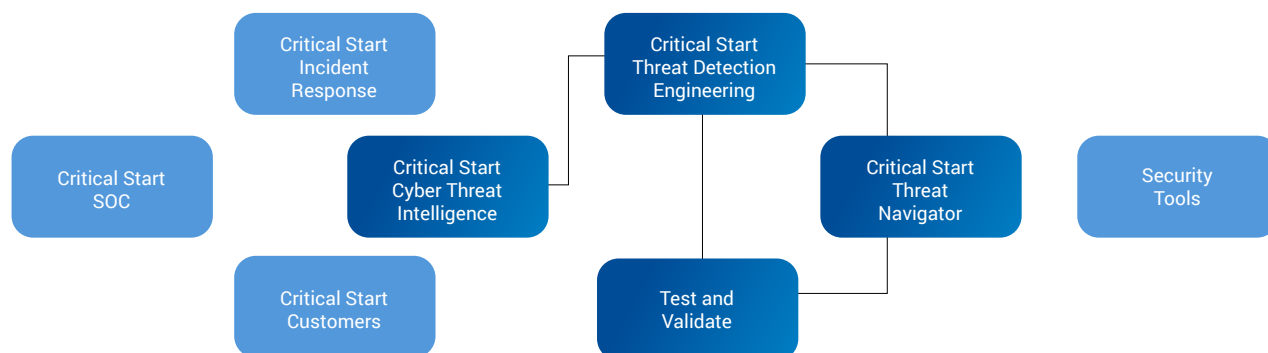 Critical Start
Incident
Response
Critical Start
Threat Detection
Engineering
Critical Start
SOC
Critical Start
Cyber Threat
Intelligence
Critical Start
Threat
Navigator
Security
Tools
Critical Start
Customers
Test and
Validate